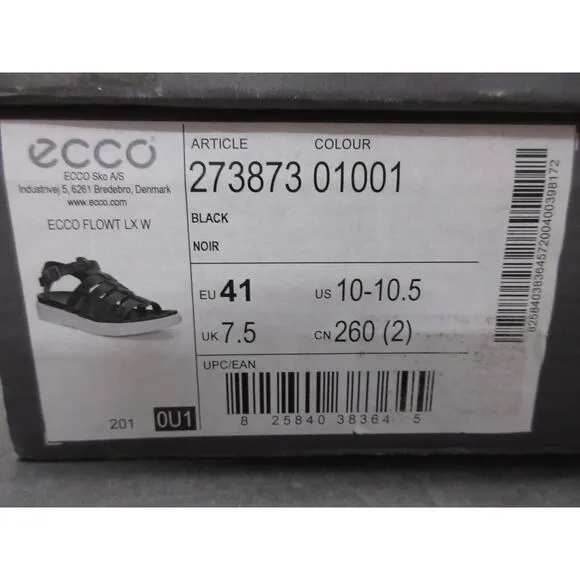 ecco
ECCO Sko A/S
Industrivej 5, 6261 Bredebro, Denmark
www.ecco.com
ECCO FLOWT LX W
ARTICLE COLOUR
273873 01001
BLACK
NOIR
EU 41 US 10-10.5
UK 7.5 CN 260 (2)
UPC/EAN
8 25840 38364 5
201 0U1
825840383645720040039817​2